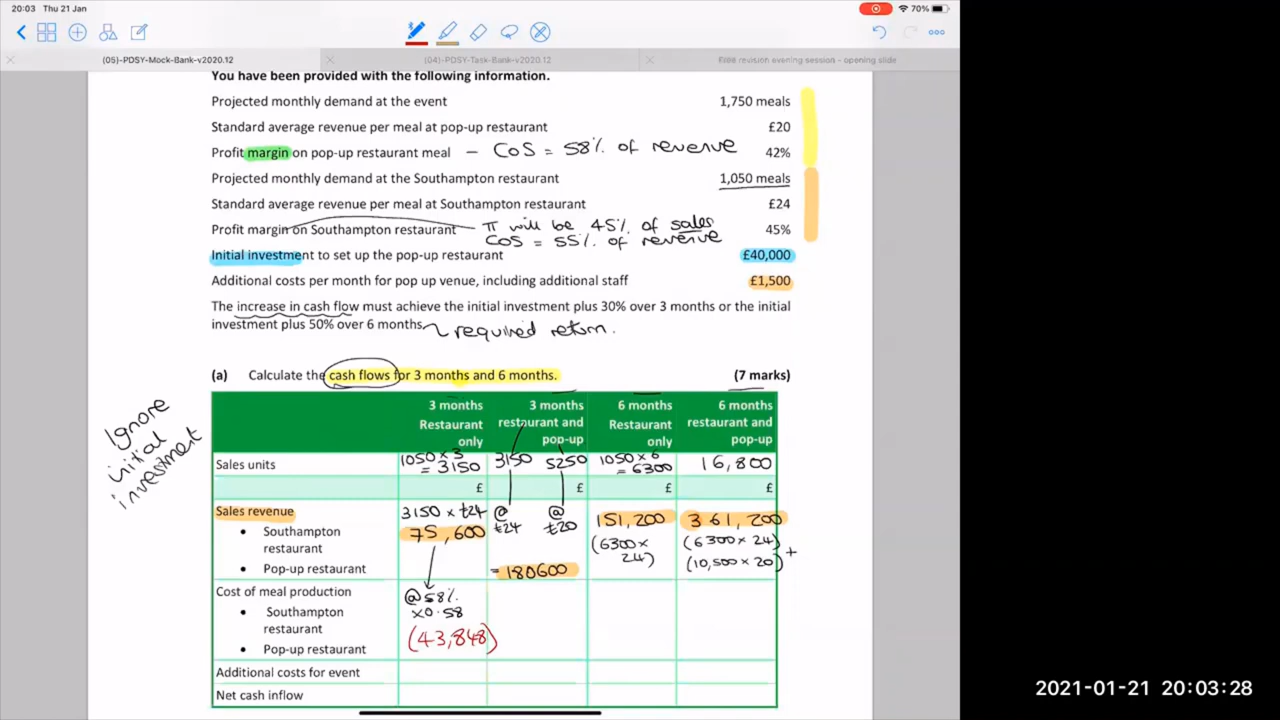 20:03 Thu 21 Jan
70%
(05)-PDSY-Mock-Bank-v2020.12
(04)-PDSY-Task-Bank-v2020.12
revision evening session - opening slide
You have been provided with the following information.
Projected monthly demand at the event 1,750 meals
Standard average revenue per meal at pop-up restaurant £20
Profit margin on pop-up restaurant meal – COS = 58% of revenue 42%
Projected monthly demand at the Southampton restaurant 1,050 meals
Standard average revenue per meal at Southampton restaurant £24
Profit margin on Southampton restaurant π will be 45% of sales 45%
COS = 55% of revenue
Initial investment to set up the pop-up restaurant £40,000
Additional costs per month for pop up venue, including additional staff £1,500
The increase in cash flow must achieve the initial investment plus 30% over 3 months or the initial
investment plus 50% over 6 months. required return.
(a) Calculate the cash flows for 3 months and 6 months. (7 marks)
Ignore
initial
investment
3 months 3 months 6 months 6 months
Restaurant restaurant and Restaurant restaurant and
only pop-up only pop-up
Sales units 1050 x 3 = 3150 3150 5250 1050 x 6 = 6300 16,800
£ £ £ £
Sales revenue 3150 x £24 @ £24 @ £20 151,200 361,200
• Southampton 75,600 (6300 x 24) (6300 x 24) +
restaurant (10,500 x 20)
• Pop-up restaurant = 180600
Cost of meal production @58%
• Southampton x0.58
restaurant (43,848)
• Pop-up restaurant
Additional costs for event
Net cash inflow
2021-01-21 20:03:28